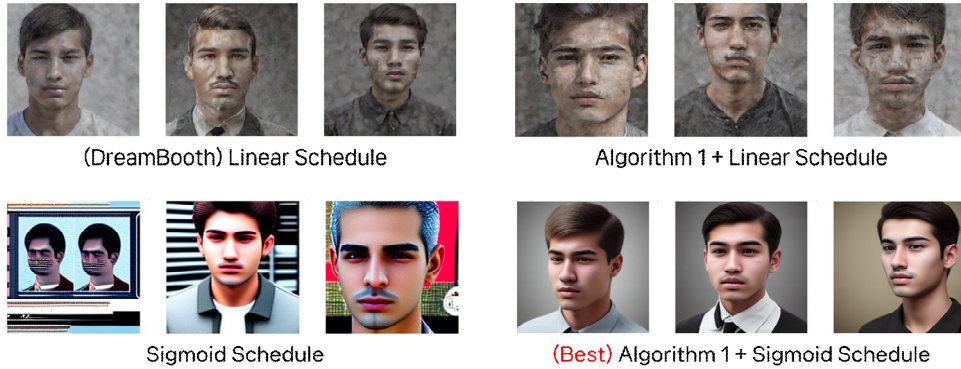 (DreamBooth) Linear Schedule
Algorithm 1 + Linear Schedule
Sigmoid Schedule
(Best) Algorithm 1 + Sigmoid Schedule